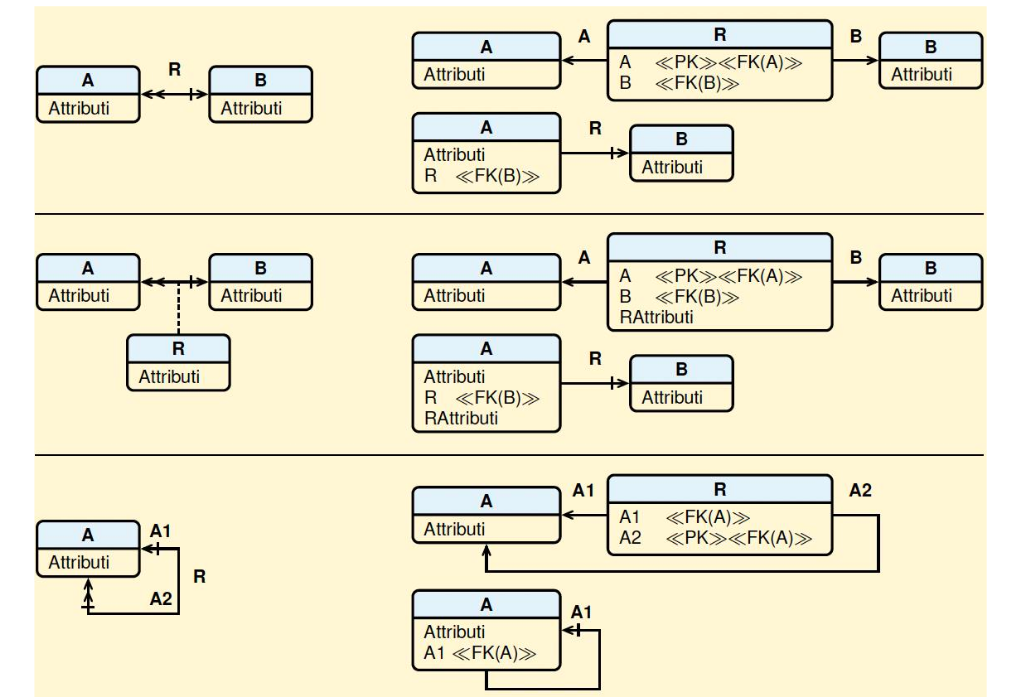 A
Attributi
R
B
Attributi
A
Attributi
A
R
A ≪PK≫≪FK(A)≫
B ≪FK(B)≫
B
B
Attributi
A
Attributi
R ≪FK(B)≫
R
B
Attributi
A
Attributi
B
Attributi
R
Attributi
A
Attributi
A
R
A ≪PK≫≪FK(A)≫
B ≪FK(B)≫
RAttributi
B
B
Attributi
A
Attributi
R ≪FK(B)≫
RAttributi
R
B
Attributi
A
Attributi
A1
R
A2
A
Attributi
A1
R
A1 ≪FK(A)≫
A2 ≪PK≫≪FK(A)≫
A2
A
Attributi
A1 ≪FK(A)≫
A1